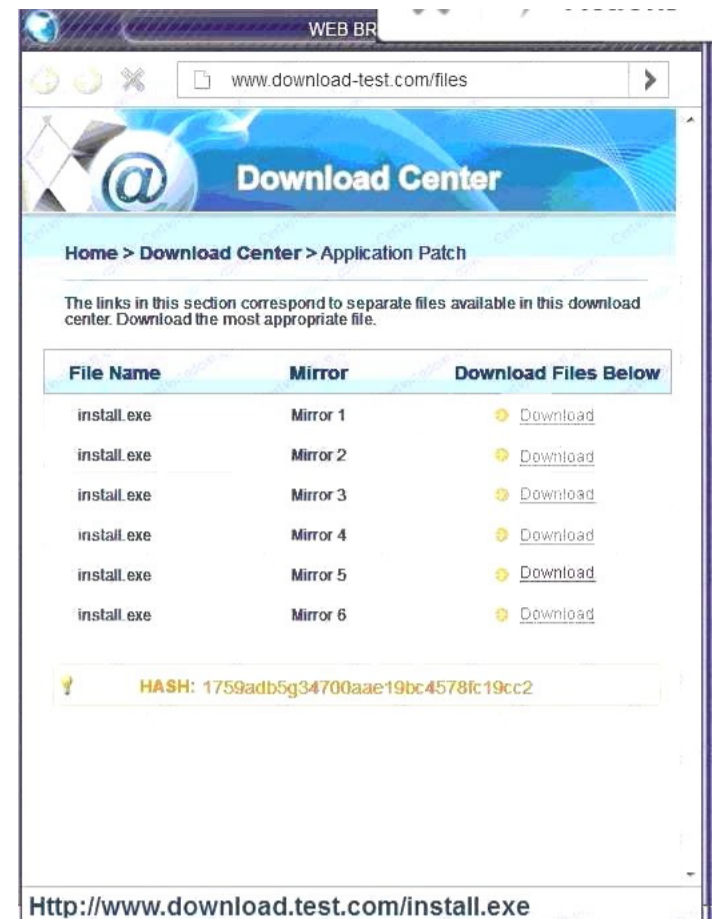 WEB BR
www.download-test.com/files
@
Download Center
Home > Download Center > Application Patch
The links in this section correspond to separate files available in this download
center. Download the most appropriate file.
File Name Mirror Download Files Below
install.exe Mirror 1 Download
install.exe Mirror 2 Download
install.exe Mirror 3 Download
install.exe Mirror 4 Download
install.exe Mirror 5 Download
install.exe Mirror 6 Download
HASH: 1759adb5g34700aae19bc4578fc19cc2
Http://www.download.test.com/install.exe